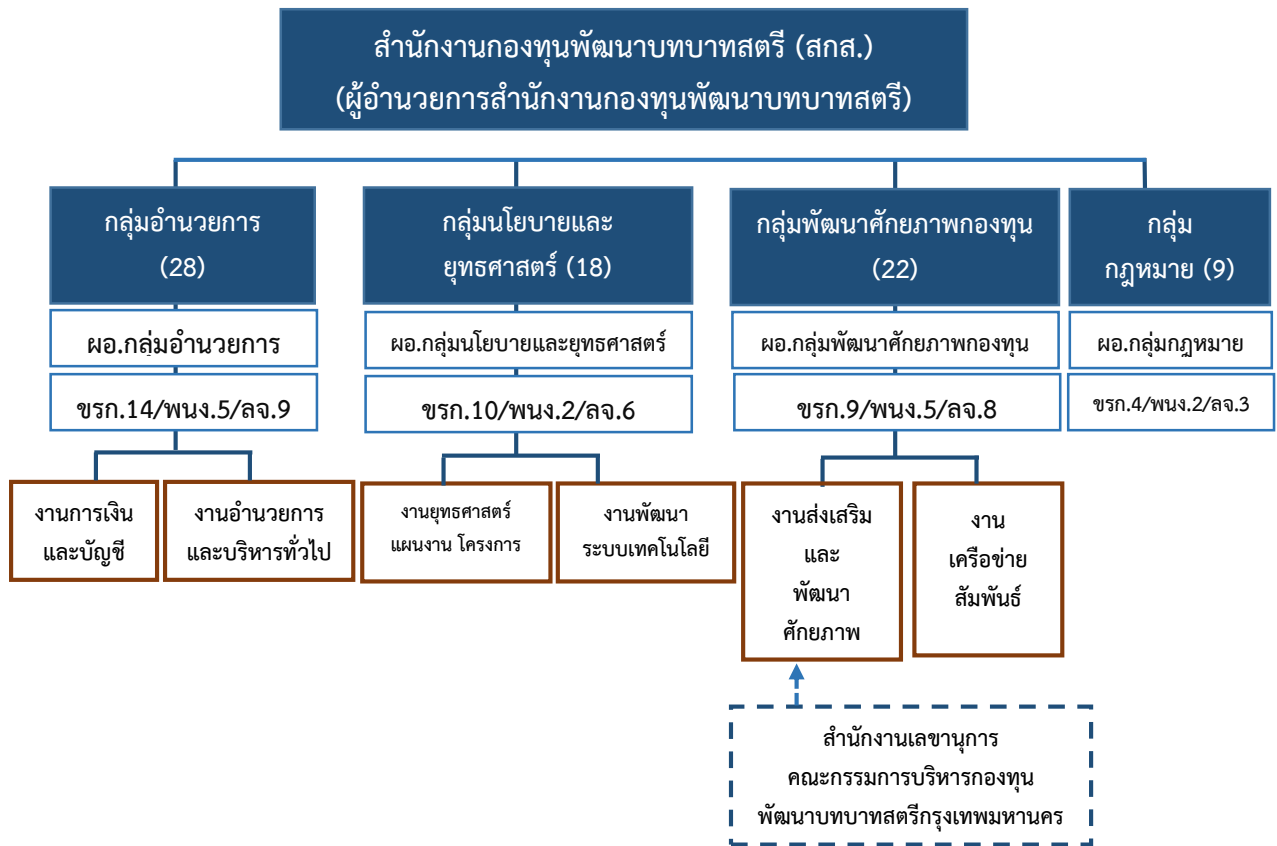 สำนักงานกองทุนพัฒนาบทบาทสตรี (สกส.)
(ผู้อำนวยการสำนักงานกองทุนพัฒนาบทบาทสตรี)
กลุ่มอำนวยการ
(28)
ผอ.กลุ่มอำนวยการ
ขรก.14/พนง.5/ลจ.9
งานการเงิน
และบัญชี
งานอำนวยการ
และบริหารทั่วไป
กลุ่มนโยบายและ
ยุทธศาสตร์ (18)
ผอ.กลุ่มนโยบายและยุทธศาสตร์
ขรก.10/พนง.2/ลจ.6
งานยุทธศาสตร์
แผนงาน โครงการ
งานพัฒนา
ระบบเทคโนโลยี
กลุ่มพัฒนาศักยภาพกองทุน
(22)
ผอ.กลุ่มพัฒนาศักยภาพกองทุน
ขรก.9/พนง.5/ลจ.8
งานส่งเสริม
และ
พัฒนา
ศักยภาพ
งาน
เครือข่าย
สัมพันธ์
สำนักงานเลขานุการ
คณะกรรมการบริหารกองทุน
พัฒนาบทบาทสตรีกรุงเทพมหานคร
กลุ่ม
กฎหมาย (9)
ผอ.กลุ่มกฎหมาย
ขรก.4/พนง.2/ลจ.3